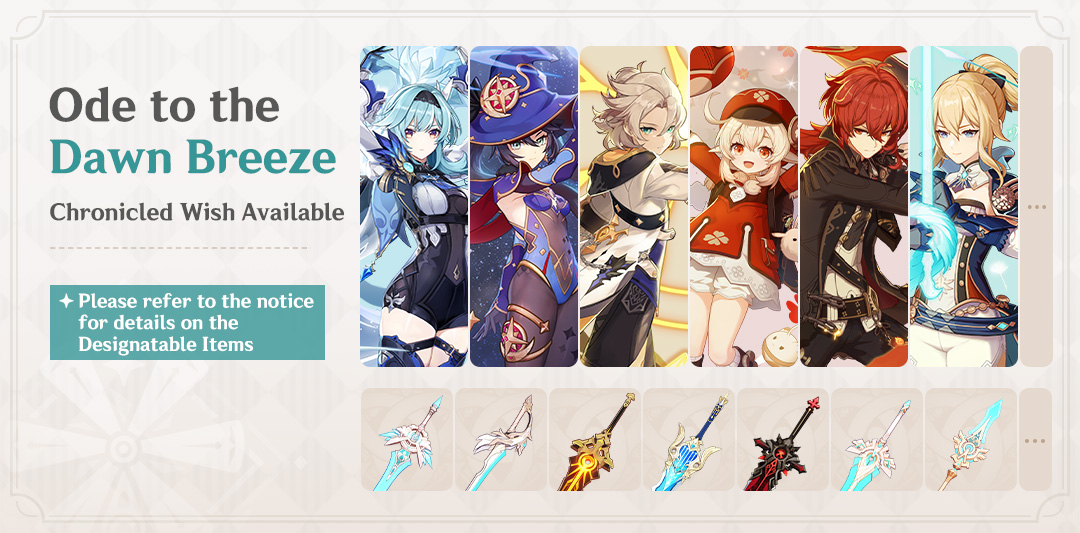 Ode to the
Dawn Breeze
Chronicled Wish Available
Please refer to the notice
for details on the
Designatable Items